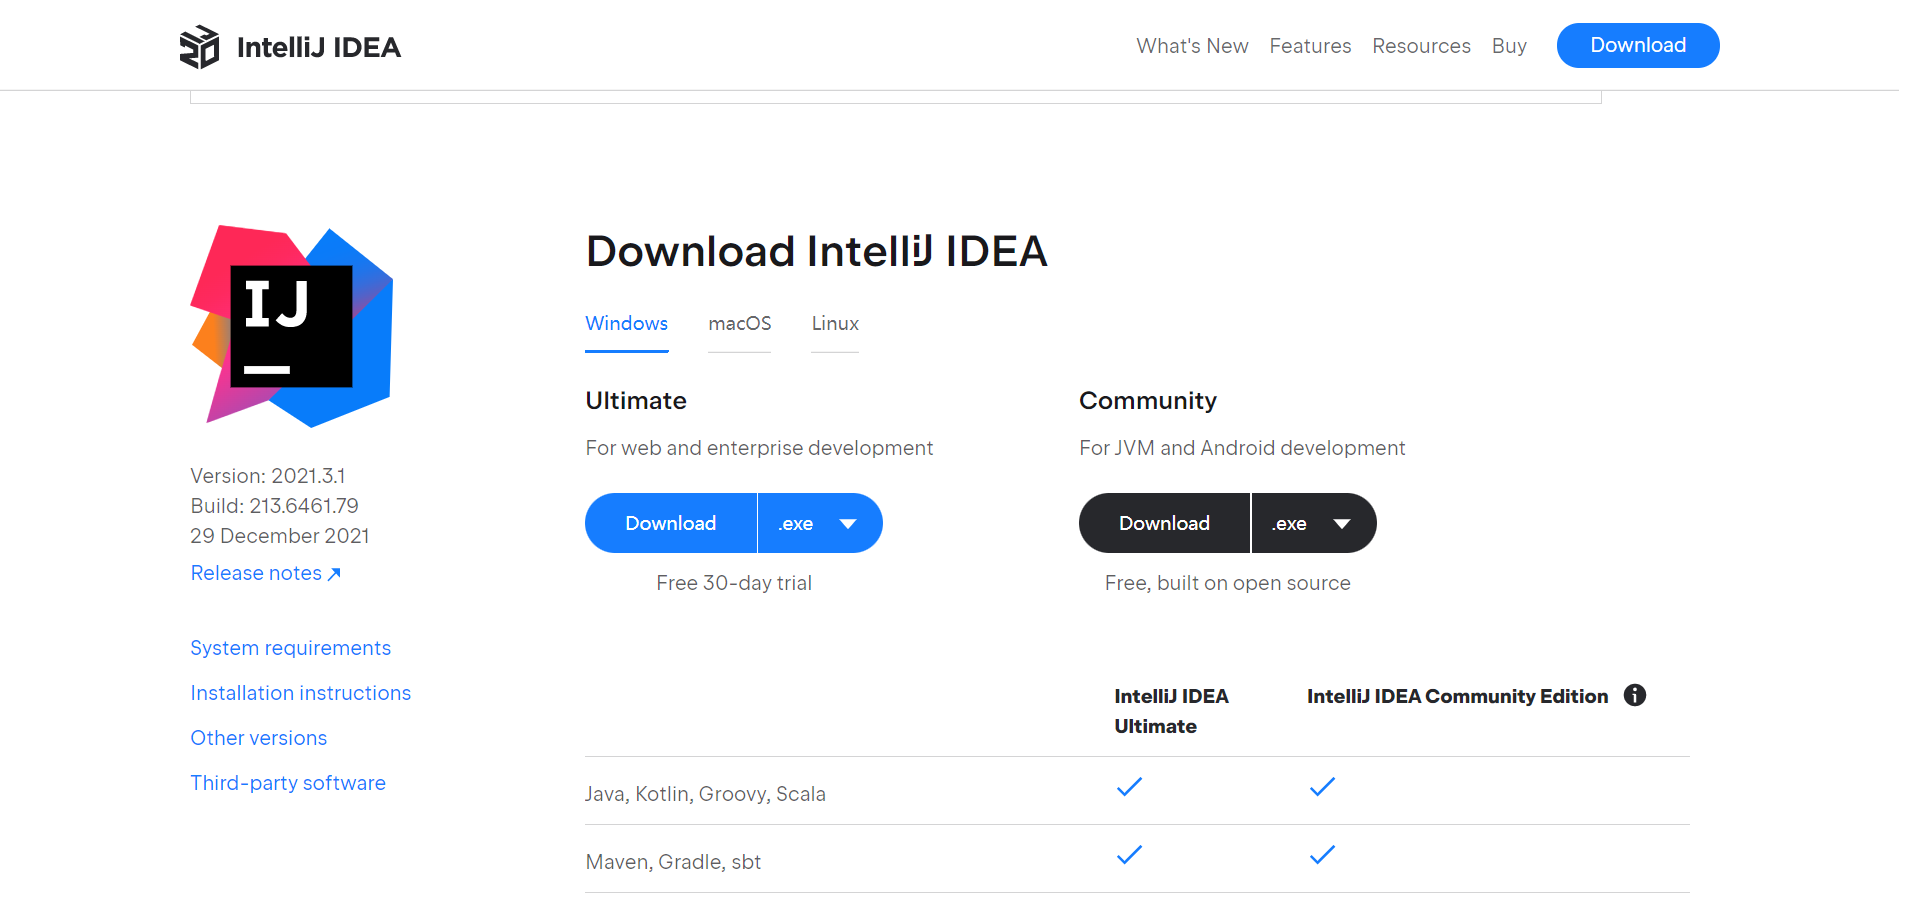 IntelliJ IDEA
What's New Features Resources Buy Download
IJ
Version: 2021.3.1
Build: 213.6461.79
29 December 2021
Release notes
System requirements
Installation instructions
Other versions
Third-party software
Download IntelliJ IDEA
Windows macOS Linux
Ultimate
For web and enterprise development
Download .exe
Free 30-day trial
Community
For JVM and Android development
Download .exe
Free, built on open source
IntelliJ IDEA
Ultimate
IntelliJ IDEA Community Edition
Java, Kotlin, Groovy, Scala
Maven, Gradle, sbt